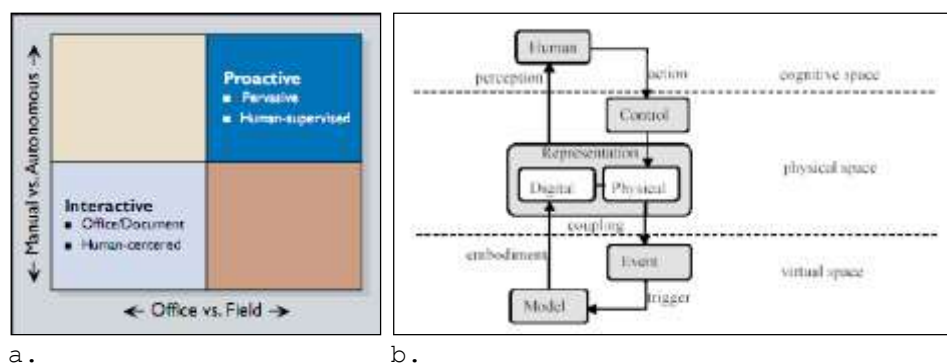 Manual vs. Autonomous
Proactive
Pervasive
Human-supervised
Interactive
Office/Document
Human-centered
Office vs. Field
a.
Human
perception
action
cognitive space
Control
Representation
Digital
Physical
physical space
coupling
embodiment
Event
virtual space
trigger
Model
b.